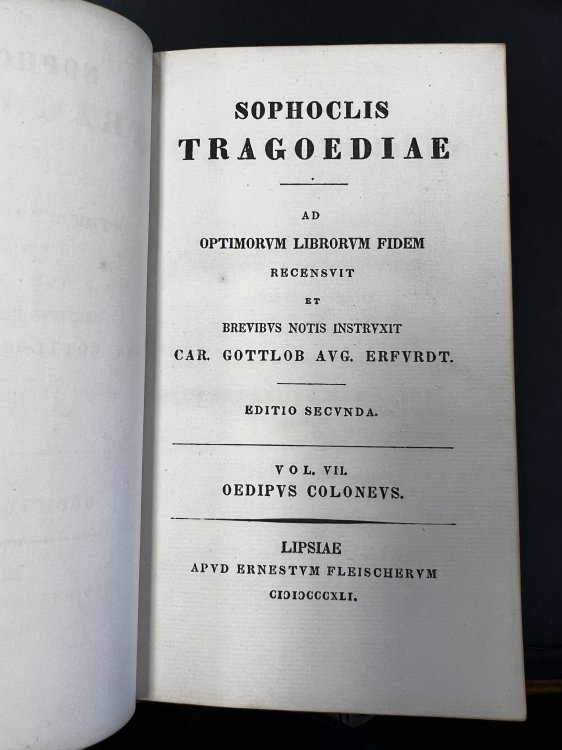 SOPHOCLIS
TRAGOEDIAE
AD
OPTIMORVM LIBRORVM FIDEM
RECENSVIT
ET
BREVIBVS NOTIS INSTRVXIT
CAR. GOTTLOB AVG. ERFVRDT.
EDITIO SECVNDA.
VOL. VII.
OEDIPVS COLONEVS.
LIPSIAE
APVD ERNESTVM FLEISCHERVM
CIƆIƆCCCXLI.